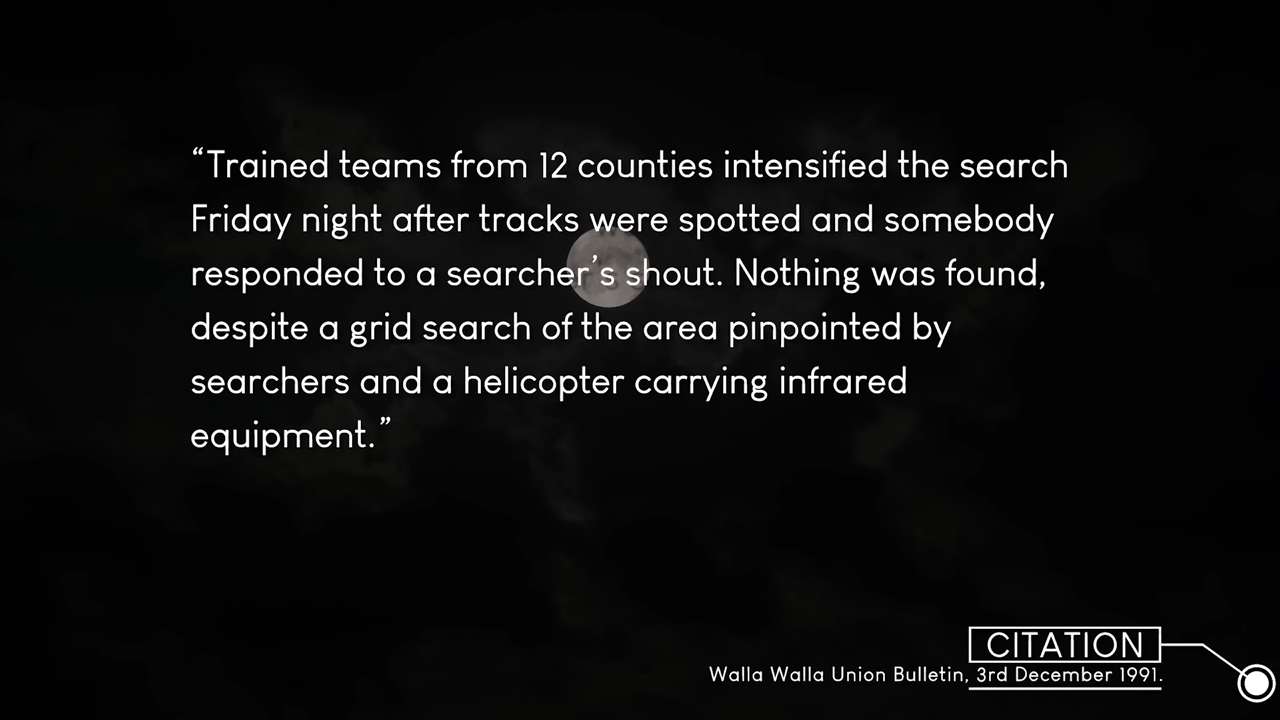 “Trained teams from 12 counties intensified the search
Friday night after tracks were spotted and somebody
responded to a searcher’s shout. Nothing was found,
despite a grid search of the area pinpointed by
searchers and a helicopter carrying infrared
equipment.”
CITATION
Walla Walla Union Bulletin, 3rd December 1991.